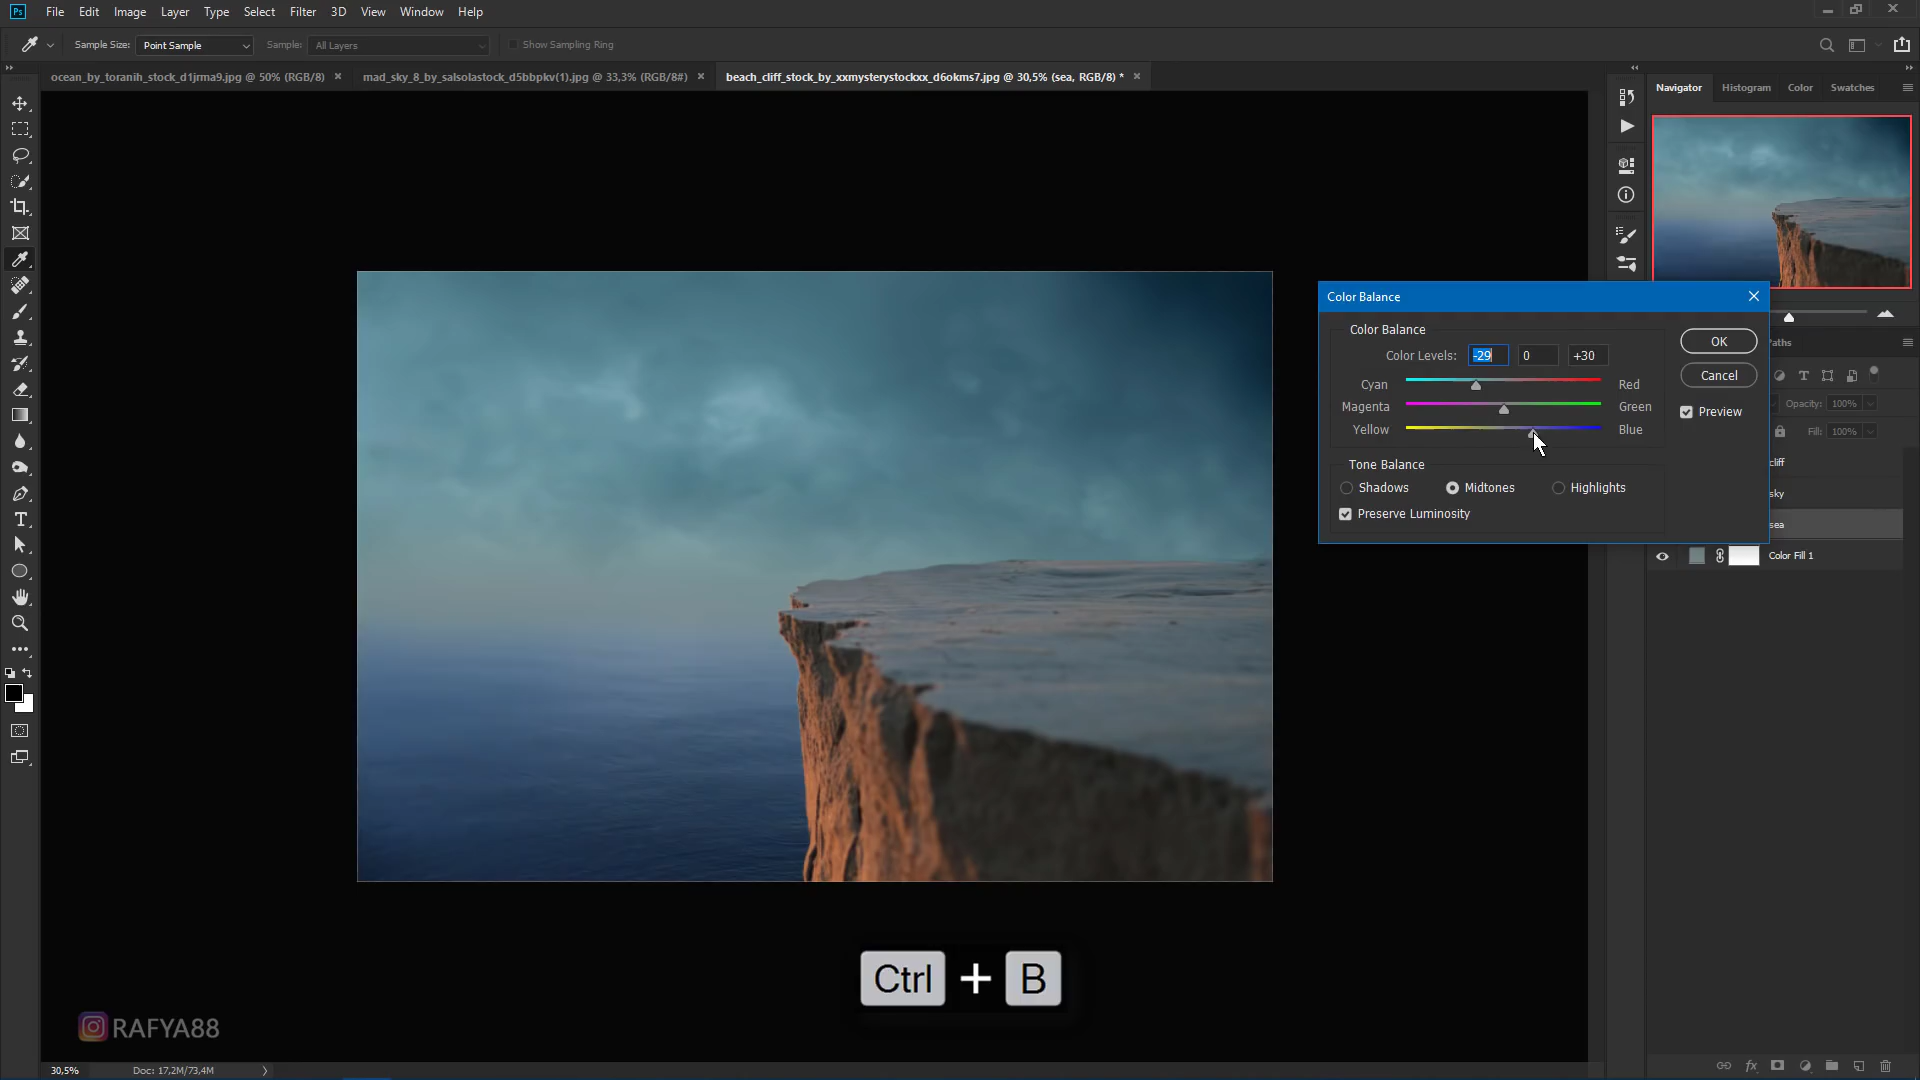 Ps File Edit Image Layer Type Select Filter 3D View Window Help
Sample Size: Point Sample Sample: All Layers Show Sampling Ring
ocean_by_toranih_stock_d1jrma9.jpg @ 50% (RGB/8) mad_sky_8_by_salsolastock_d5bbpkv(1).jpg @ 33,3% (RGB/8#) beach_cliff_stock_by_xxmysterystockxx_d6okms7.jpg @ 30,5% (sea, RGB/8) *
Navigator Histogram Color Swatches
Color Balance
Color Balance
Color Levels: -29 0 +30
OK
Cyan Red
Cancel
Magenta Green
Preview
Yellow Blue
Tone Balance
Shadows Midtones Highlights
Preserve Luminosity
Paths
Opacity: 100%
Fill: 100%
cliff
sky
sea
Color Fill 1
Ctrl + B
RAFYA88
30,5% Doc: 17,2M/73,4M